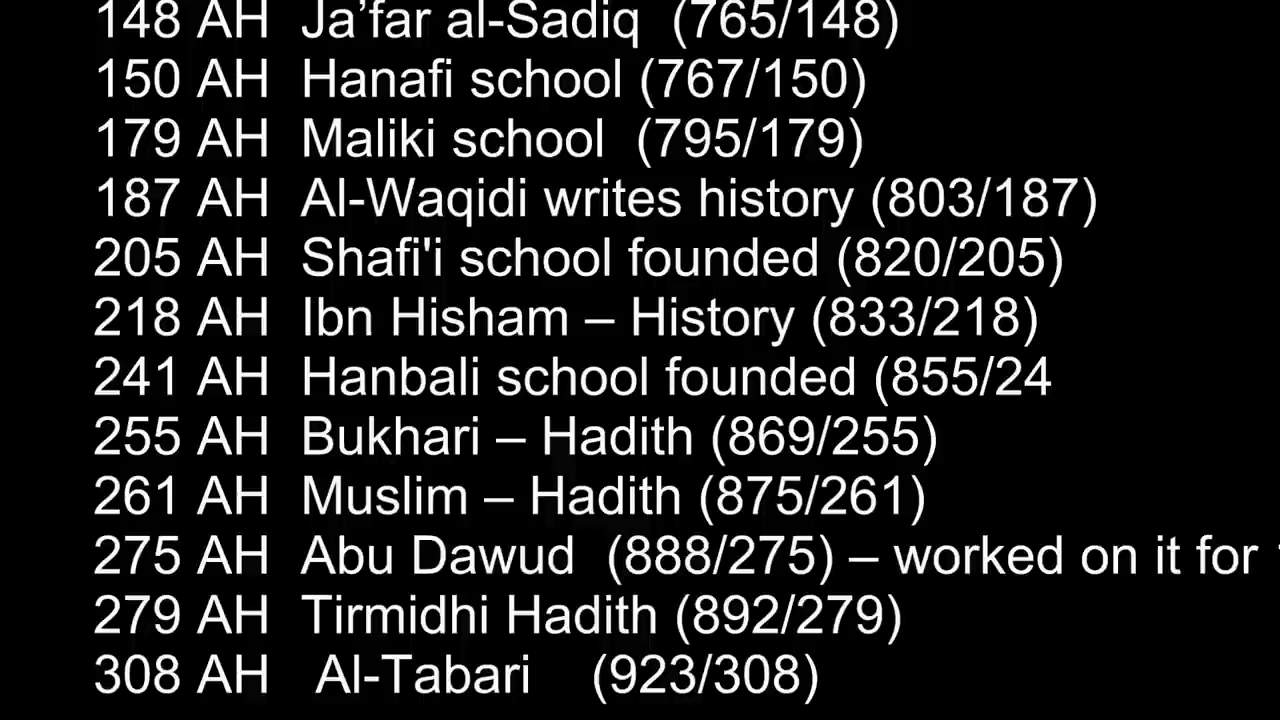 148 AH  Ja’far al-Sadiq  (765/148)
150 AH  Hanafi school (767/150)
179 AH  Maliki school  (795/179)
187 AH  Al-Waqidi writes history (803/187)
205 AH  Shafi'i school founded (820/205)
218 AH  Ibn Hisham – History (833/218)
241 AH  Hanbali school founded (855/24
255 AH  Bukhari – Hadith (869/255)
261 AH  Muslim – Hadith (875/261)
275 AH  Abu Dawud  (888/275) – worked on it for
279 AH  Tirmidhi Hadith (892/279)
308 AH   Al-Tabari    (923/308)